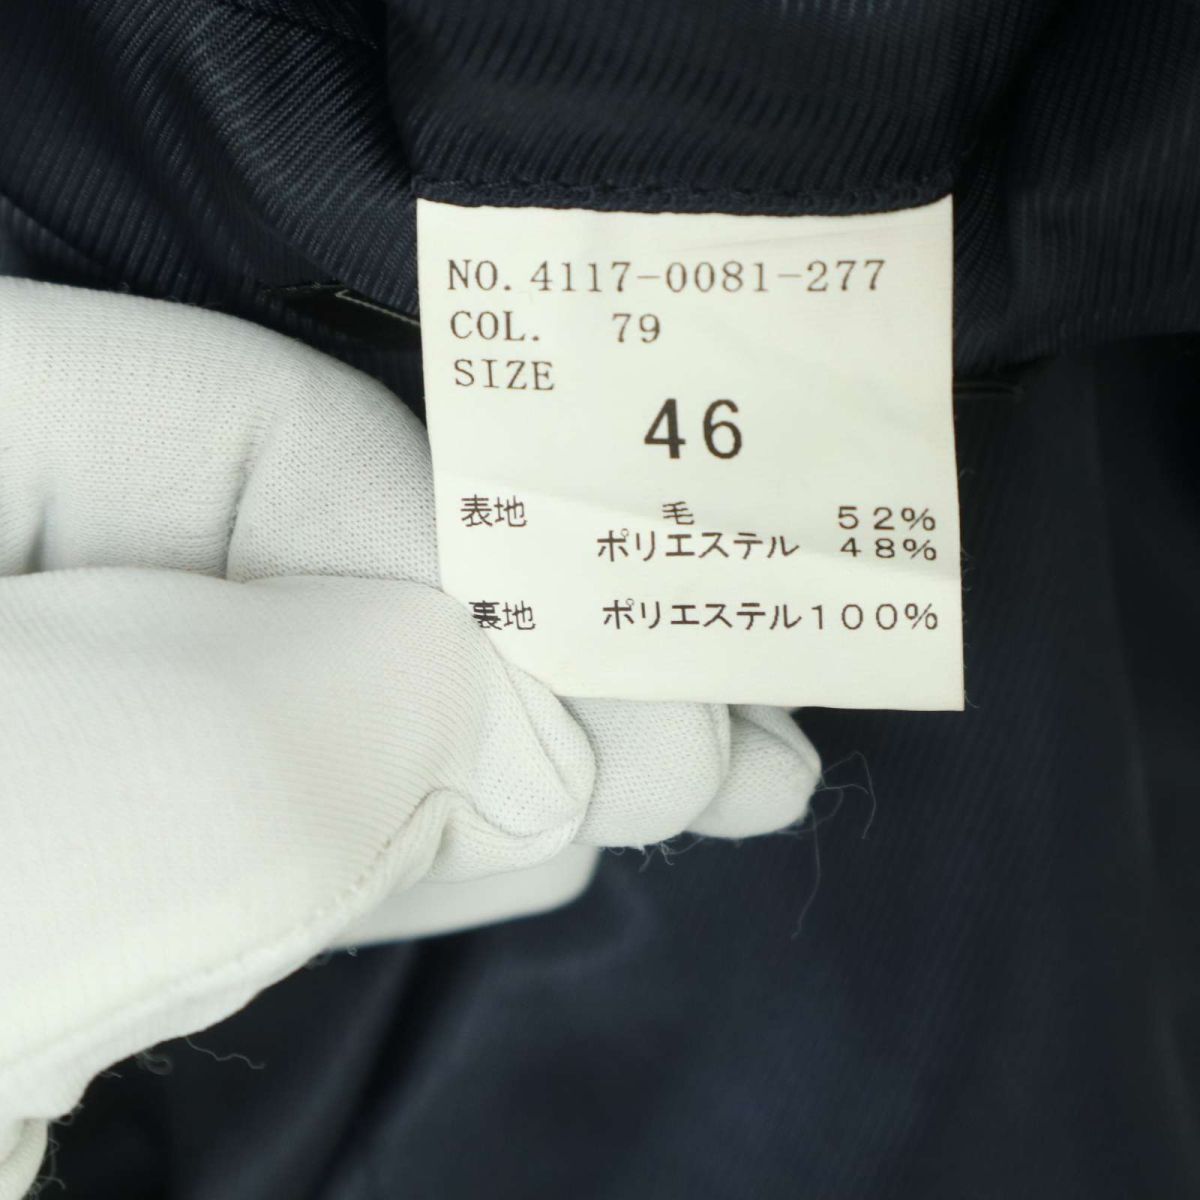 NO. 4117-0081-277
COL. 79
SIZE
46
表地 毛 52%
ポリエステル 48%
裏地 ポリエステル100%